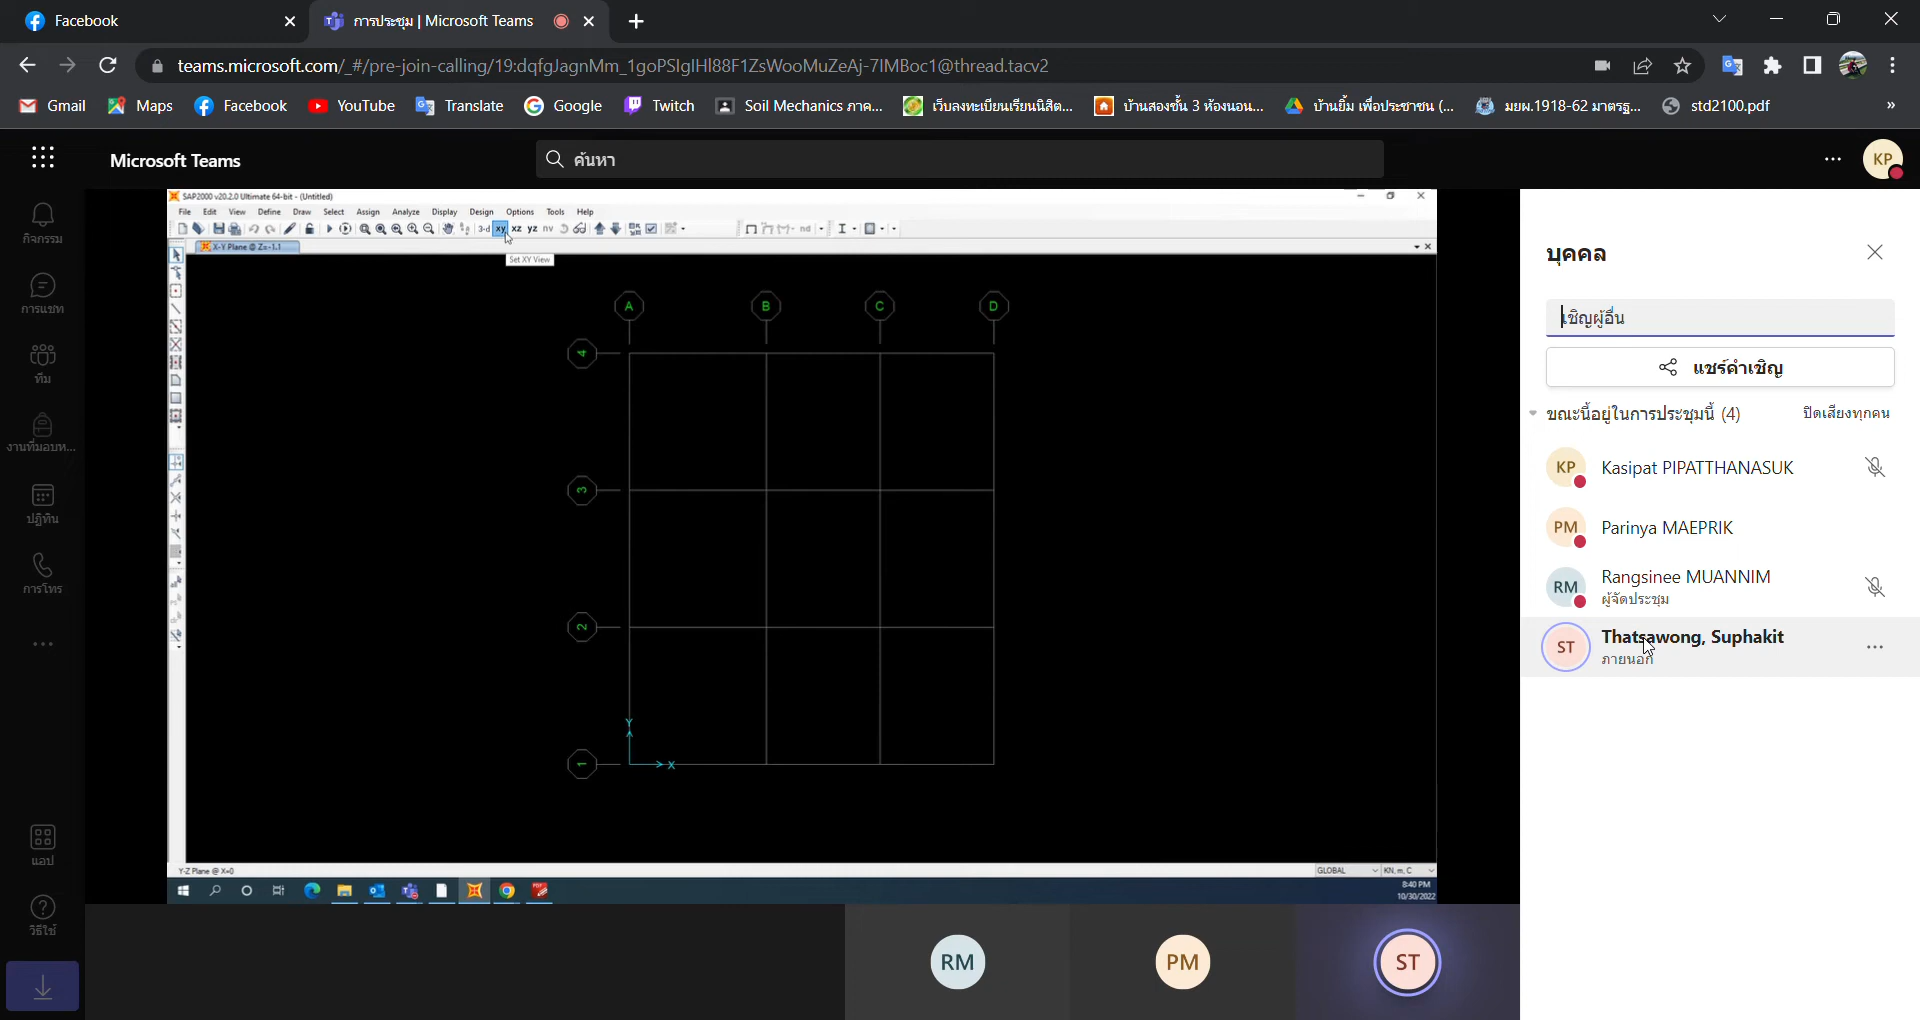 Facebook
การประชุม | Microsoft Teams
teams.microsoft.com/_#/pre-join-calling/19:dqfgJagnMm_1goPSIgIHI88F1ZsWooMuZeAj-7IMBoc1@thread.tacv2
Gmail
Maps
Facebook
YouTube
Translate
Google
Twitch
Soil Mechanics ภาค...
เว็บลงทะเบียนเรียนนิสิต...
บ้านสองชั้น 3 ห้องนอน...
บ้านยิ้ม เพื่อประชาชน (...
มยผ.1918-62 มาตรฐ...
std2100.pdf
»
Microsoft Teams
ค้นหา
KP
กิจกรรม
การแชท
ทีม
งานที่มอบห...
ปฏิทิน
การโทร
แอป
วิธีใช้
SAP2000 v20.2.0 Ultimate 64-bit - (Untitled)
File Edit View Define Draw Select Assign Analyze Display Design Options Tools Help
3-d xy xz yz nv
nd
X-Y Plane @ Z=-1.1
Set XY View
A B C D
4
3
2
1
Y
X
Y-Z Plane @ X=0
GLOBAL
KN, m, C
8:40 PM
10/30/2022
RM
PM
ST
บุคคล
เชิญผู้อื่น
แชร์คำเชิญ
ขณะนี้อยู่ในการประชุมนี้ (4)
ปิดเสียงทุกคน
KP
Kasipat PIPATTHANASUK
PM
Parinya MAEPRIK
RM
Rangsinee MUANNIM
ผู้จัดประชุม
ST
Thatsawong, Suphakit
ภายนอก